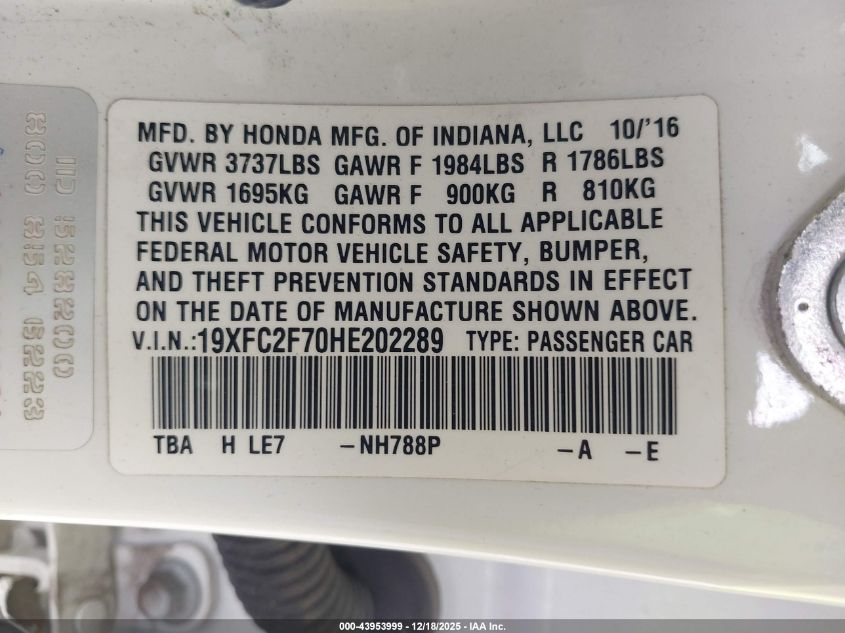 MFD. BY HONDA MFG. OF INDIANA, LLC 10/'16
GVWR 3737LBS GAWR F 1984LBS R 1786LBS
GVWR 1695KG GAWR F 900KG R 810KG
THIS VEHICLE CONFORMS TO ALL APPLICABLE
FEDERAL MOTOR VEHICLE SAFETY, BUMPER,
AND THEFT PREVENTION STANDARDS IN EFFECT
ON THE DATE OF MANUFACTURE SHOWN ABOVE.
V.I.N.:19XFC2F70HE202289 TYPE: PASSENGER CAR
TBA H LE7 -NH788P -A -E
000-43953999 - 12/18/2025 - IAA Inc.